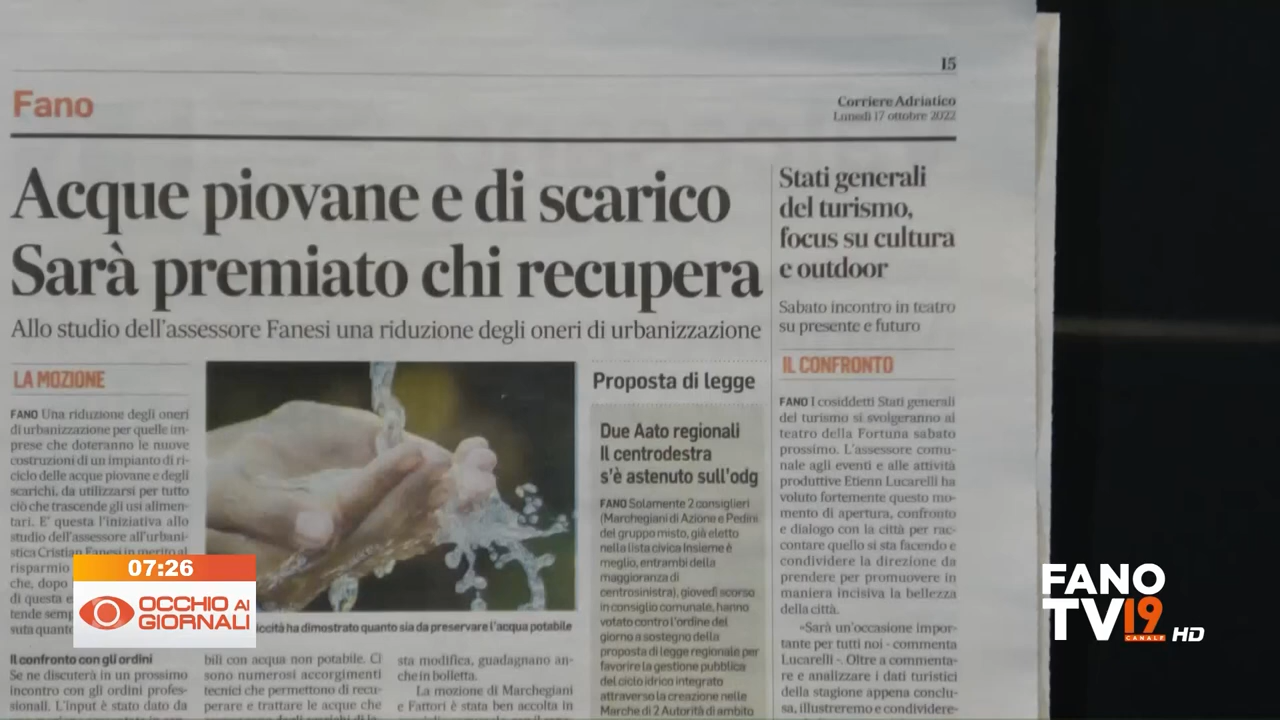 15
Fano
Corriere Adriatico
Lunedì 17 ottobre 2022
Acque piovane e di scarico
Sarà premiato chi recupera
Allo studio dell'assessore Fanesi una riduzione degli oneri di urbanizzazione
LA MOZIONE
FANO Una riduzione degli oneri
di urbanizzazione per quelle im-
prese che doteranno le nuove
costruzioni di un impianto di ri-
ciclo delle acque piovane e degli
scarichi, da utilizzarsi per tutto
ciò che trascende gli usi alimen-
tari. E' questa l'iniziativa allo
studio dell'assessore all'urbani-
stica Cristian Fanesi in merito al
risparmio
che, dopo
di questa e
tende semp
suta quanto
Il confronto con gli ordini
Se ne discuterà in un prossimo
incontro con gli ordini profes-
sionali. L'input è stato dato da
iccità ha dimostrato quanto sia da preservare l'acqua potabile
bili con acqua non potabile. Ci
sono numerosi accorgimenti
tecnici che permettono di recu-
perare e trattare le acque che
sta modifica, guadagno an-
che in bolletta.
La mozione di Marchegiani
e Fattori è stata ben accolta in
Proposta di legge
Due Aato regionali
Il centrodestra
s'è astenuto sull'odg
FANO Solamente 2 consiglieri
(Marchegiani di Azione e Pedini
del gruppo misto, già eletto
nella lista civica Insieme è
meglio, entrambi della
maggioranza di
centrosinistra), giovedì scorso
in consiglio comunale, hanno
votato contro l'ordine del
giorno a sostegno della
proposta di legge regionale per
favorire la gestione pubblica
del ciclo idrico integrato
attraverso la creazione nelle
Marche di 2 Autorità di ambito
Stati generali
del turismo,
focus su cultura
e outdoor
Sabato incontro in teatro
su presente e futuro
IL CONFRONTO
FANO I cosiddetti Stati generali
del turismo si svolgeranno al
teatro della Fortuna sabato
prossimo. L'assessore comu-
nale agli eventi e alle attività
produttive Etienn Lucarelli ha
voluto fortemente questo mo-
mento di apertura, confronto
e dialogo con la città per rac-
contare quello si sta facendo e
condividere la direzione da
prendere per promuovere in
maniera incisiva la bellezza
della città.
«Sarà un'occasione impor-
tante per tutti noi - commenta
Lucarelli -. Oltre a commenta-
re e analizzare i dati turistici
della stagione appena conclu-
sa, illustreremo e condividere-
07:26
OCCHIO AI
GIORNALI
FANO
TV19
CANALE
HD